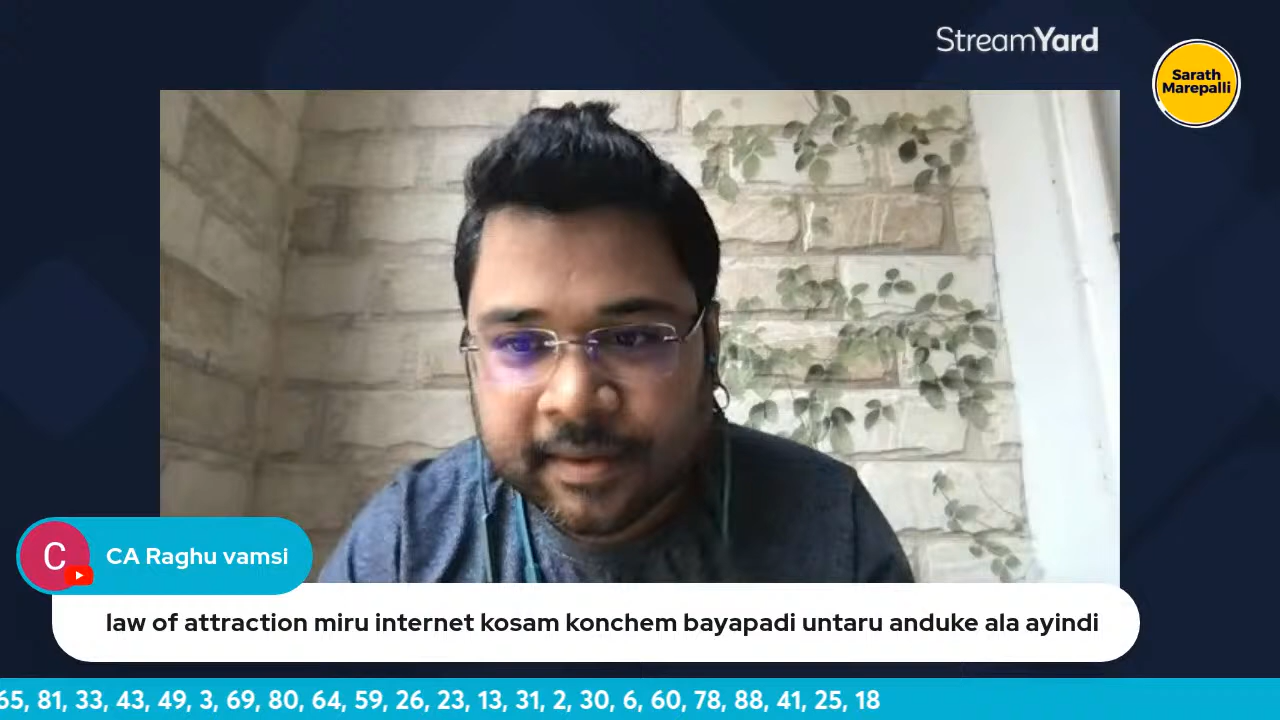 StreamYard
Sarath
Marepalli
C
CA Raghu vamsi
law of attraction miru internet kosam konchem bayapadi untaru anduke ala ayindi
65, 81, 33, 43, 49, 3, 69, 80, 64, 59, 26, 23, 13, 31, 2, 30, 6, 60, 78, 88, 41, 25, 18